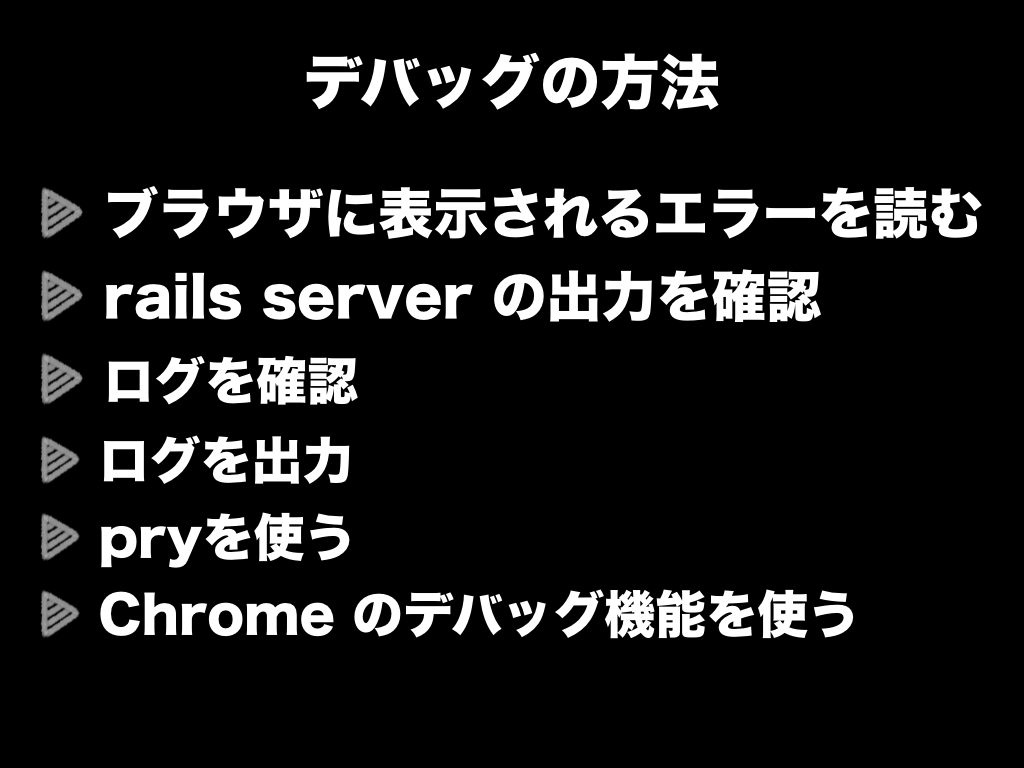 デバッグの方法
ブラウザに表示されるエラーを読む
rails server の出力を確認
ログを確認
ログを出力
pryを使う
Chrome のデバッグ機能を使う